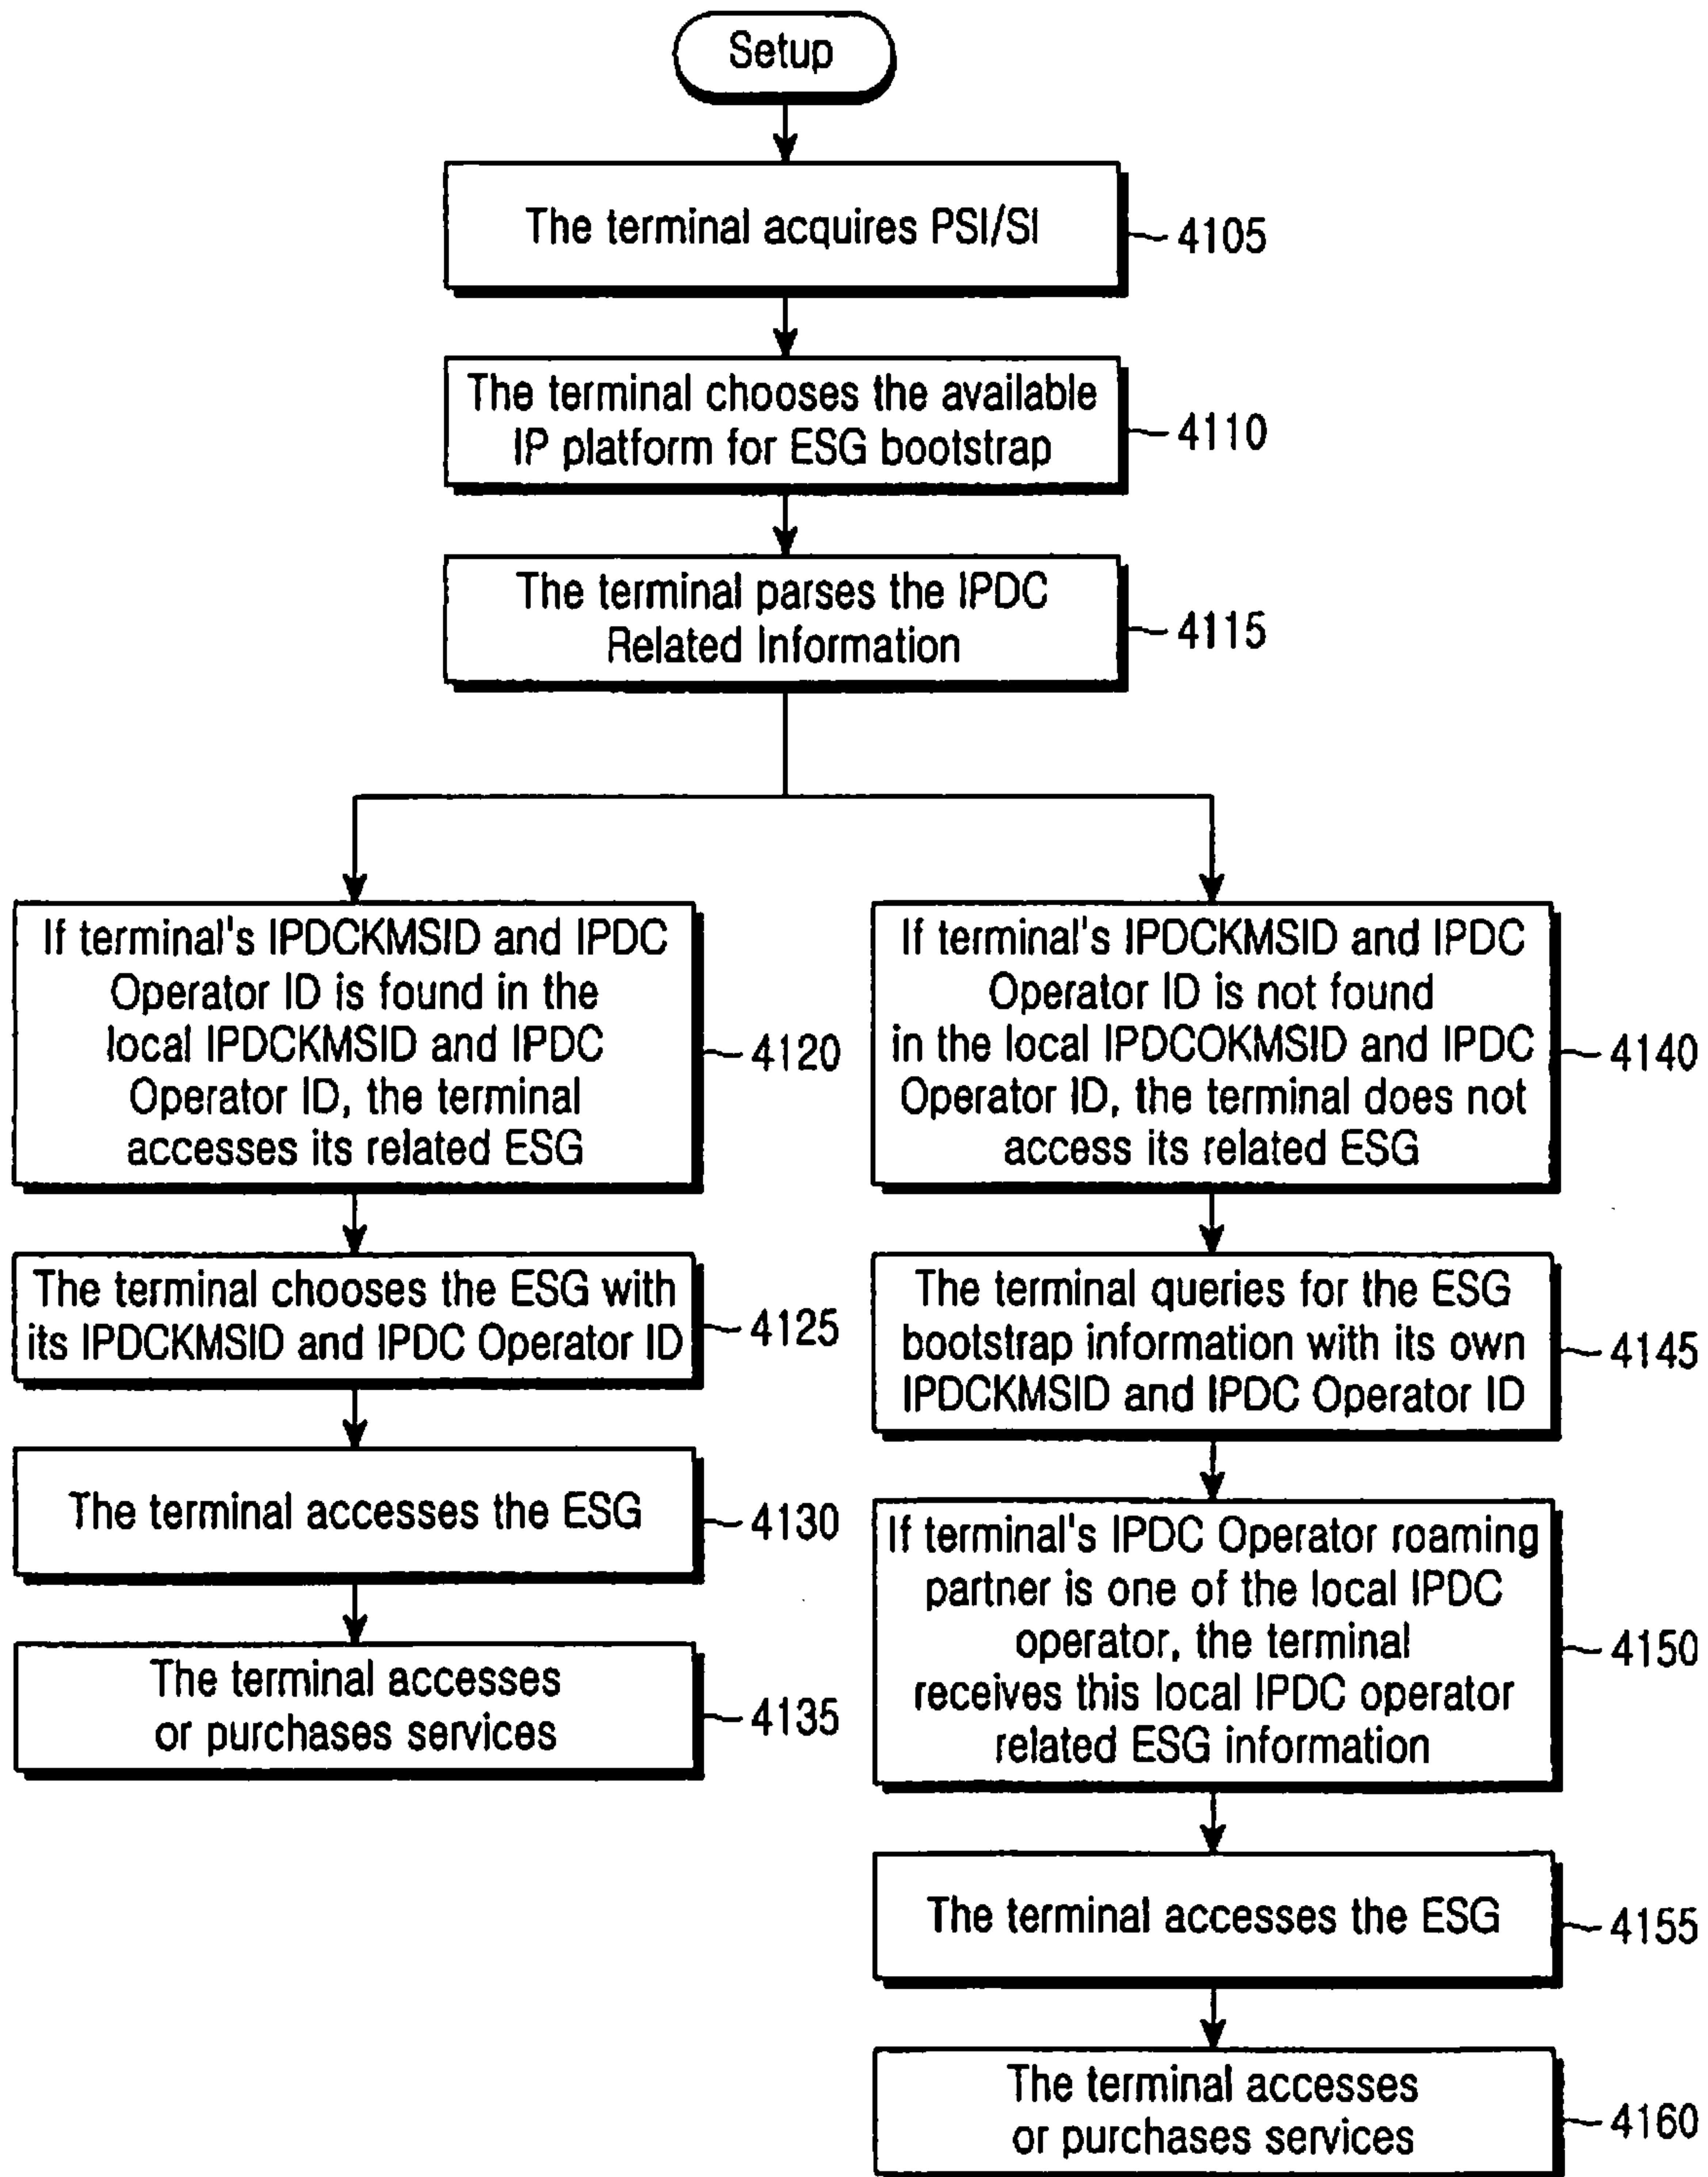 Setup
The terminal acquires PSI/SI
4105
The terminal chooses the available
IP platform for ESG bootstrap
4110
The terminal parses the IPDC
Related Information
4115
If terminal's IPDCKMSID and IPDC
Operator ID is found in the
local IPDCKMSID and IPDC
Operator ID, the terminal
accesses its related ESG
4120
The terminal chooses the ESG with
its IPDCKMSID and IPDC Operator ID
4125
The terminal accesses the ESG
4130
The terminal accesses
or purchases services
4135
If terminal's IPDCKMSID and IPDC
Operator ID is not found
in the local IPDCOKMSID and IPDC
Operator ID, the terminal does not
access its related ESG
4140
The terminal queries for the ESG
bootstrap information with its own
IPDCKMSID and IPDC Operator ID
4145
If terminal's IPDC Operator roaming
partner is one of the local IPDC
operator, the terminal
receives this local IPDC operator
related ESG information
4150
The terminal accesses the ESG
4155
The terminal accesses
or purchases services
4160